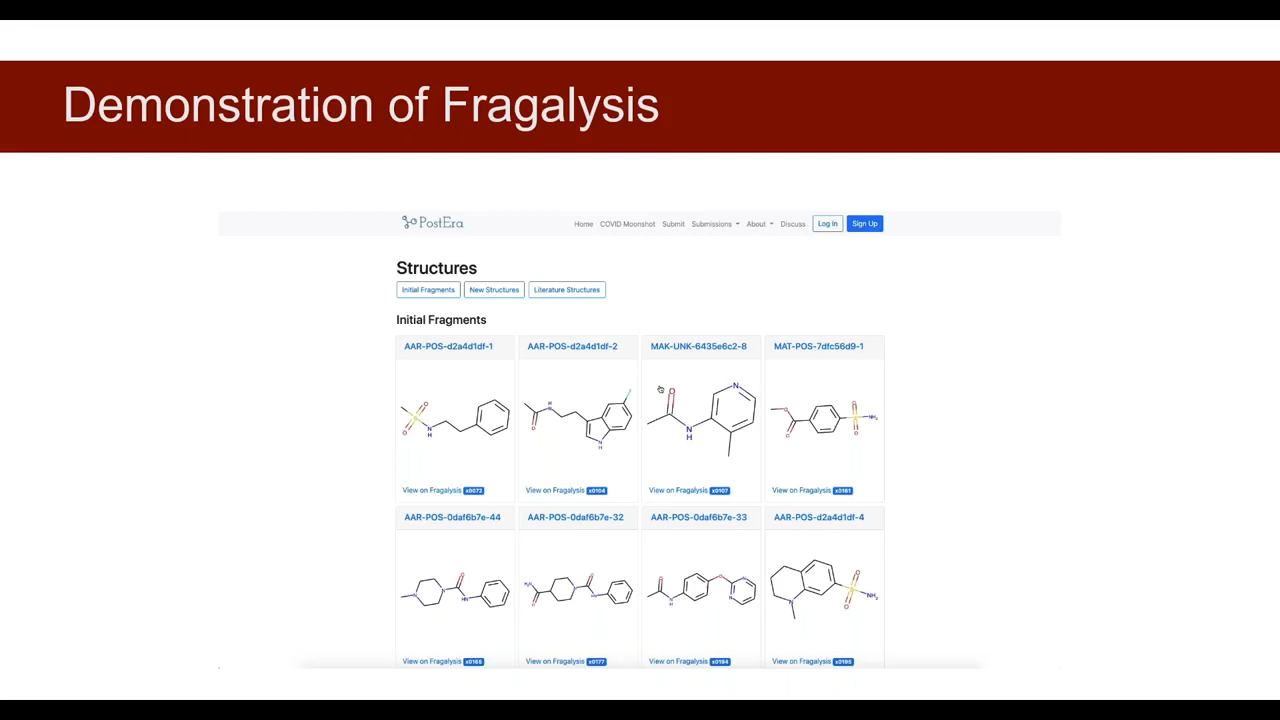 Demonstration of Fragalysis
PostEra
Home COVID Moonshot Submit Submissions About Discuss Log In Sign Up
Structures
Initial Fragments New Structures Literature Structures
Initial Fragments
AAR-POS-d2a4d1df-1 AAR-POS-d2a4d1df-2 MAK-UNK-6435e6c2-8 MAT-POS-7dfc56d9-1
View on Fragalysis x0072 View on Fragalysis x0104 View on Fragalysis x0107 View on Fragalysis x0161
AAR-POS-0daf6b7e-44 AAR-POS-0daf6b7e-32 AAR-POS-0daf6b7e-33 AAR-POS-d2a4d1df-4
View on Fragalysis x0165 View on Fragalysis x0177 View on Fragalysis x0194 View on Fragalysis x0195